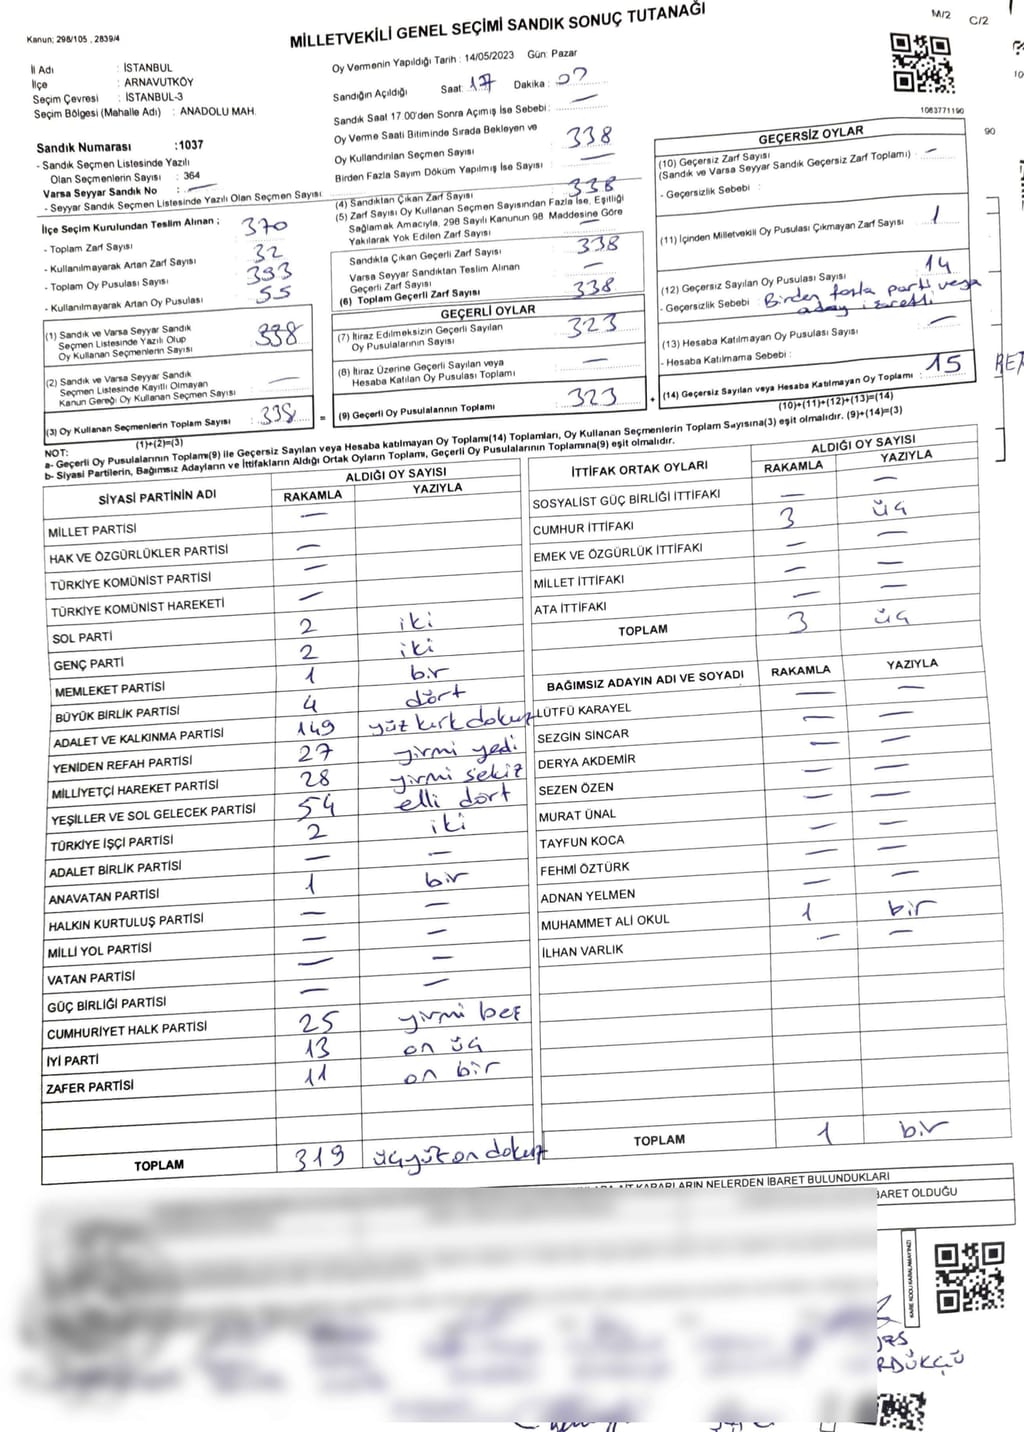 Kanun; 298/105 , 2839/4
MİLLETVEKİLİ GENEL SEÇİMİ SANDIK SONUÇ TUTANAĞI
M/2 C/2
İl Adı : İSTANBUL
İlçe : ARNAVUTKÖY
Seçim Çevresi : İSTANBUL-3
Seçim Bölgesi (Mahalle Adı) : ANADOLU MAH.
Sandık Numarası :1037
- Sandık Seçmen Listesinde Yazılı
Olan Seçmenlerin Sayısı : 364
Varsa Seyyar Sandık No : —
- Seyyar Sandık Seçmen Listesinde Yazılı Olan Seçmen Sayısı :
Oy Vermenin Yapıldığı Tarih : 14/05/2023 Gün: Pazar
Sandığın Açıldığı Saat: 17 Dakika : 07
Sandık Saat 17.00'den Sonra Açımış İse Sebebi : —
Oy Verme Saati Bitiminde Sırada Bekleyen ve
Oy Kullandırılan Seçmen Sayısı : 338
Birden Fazla Sayım Döküm Yapılmış İse Sayısı : —
1083771190
İlçe Seçim Kurulundan Teslim Alınan ;
- Toplam Zarf Sayısı : 370
- Kullanılmayarak Artan Zarf Sayısı : 32
- Toplam Oy Pusulası Sayısı : 393
- Kullanılmayarak Artan Oy Pusulası : 55
(1) Sandık ve Varsa Seyyar Sandık
Seçmen Listesinde Yazılı Olup
Oy Kullanan Seçmenlerin Sayısı : 338
(2) Sandık ve Varsa Seyyar Sandık
Seçmen Listesinde Kayıtlı Olmayan
Kanun Gereği Oy Kullanan Seçmen Sayısı : —
(3) Oy Kullanan Seçmenlerin Toplam Sayısı : 338
(1)+(2)=(3)
(4) Sandıktan Çıkan Zarf Sayısı : 338
(5) Zarf Sayısı Oy Kullanan Seçmen Sayısından Fazla İse, Eşitliği
Sağlamak Amacıyla, 298 Sayılı Kanunun 98 Maddesine Göre
Yakılarak Yok Edilen Zarf Sayısı : —
Sandıkta Çıkan Geçerli Zarf Sayısı : 338
Varsa Seyyar Sandıktan Teslim Alınan
Geçerli Zarf Sayısı : —
(6) Toplam Geçerli Zarf Sayısı : 338
GEÇERLİ OYLAR
(7) İtiraz Edilmeksizin Geçerli Sayılan
Oy Pusulalarının Sayısı : 323
(8) İtiraz Üzerine Geçerli Sayılan veya
Hesaba Katılan Oy Pusulası Toplamı : —
= (9) Geçerli Oy Pusulalarının Toplamı : 323 +
GEÇERSİZ OYLAR
90
(10) Geçersiz Zarf Sayısı
(Sandık ve Varsa Seyyar Sandık Geçersiz Zarf Toplamı) : —
- Geçersizlik Sebebi :
(11) İçinden Milletvekili Oy Pusulası Çıkmayan Zarf Sayısı : 1
(12) Geçersiz Sayılan Oy Pusulası Sayısı : 14
- Geçersizlik Sebebi : Birden fazla parti veya
aday işaretli
(13) Hesaba Katılmayan Oy Pusulası Sayısı : —
- Hesaba Katılmama Sebebi :
(14) Geçersiz Sayılan veya Hesaba Katılmayan Oy Toplamı : 15
(10)+(11)+(12)+(13)=(14)
NOT:
a- Geçerli Oy Pusulalarının Toplamı(9) ile Geçersiz Sayılan veya Hesaba katılmayan Oy Toplamı(14) Toplamları, Oy Kullanan Seçmenlerin Toplam Sayısına(3) eşit olmalıdır. (9)+(14)=(3)
b- Siyasi Partilerin, Bağımsız Adayların ve İttifakların Aldığı Ortak Oyların Toplamı, Geçerli Oy Pusulalarının Toplamına(9) eşit olmalıdır.
SİYASİ PARTİNİN ADI ALDIĞI OY SAYISI
RAKAMLA YAZIYLA
MİLLET PARTİSİ —
HAK VE ÖZGÜRLÜKLER PARTİSİ —
TÜRKİYE KOMÜNİST PARTİSİ —
TÜRKİYE KOMÜNİST HAREKETİ —
SOL PARTİ 2 iki
GENÇ PARTİ 2 iki
MEMLEKET PARTİSİ 1 bir
BÜYÜK BİRLİK PARTİSİ 4 dört
ADALET VE KALKINMA PARTİSİ 149 yüz kırk dokuz
YENİDEN REFAH PARTİSİ 27 yirmi yedi
MİLLİYETÇİ HAREKET PARTİSİ 28 yirmi sekiz
YEŞİLLER VE SOL GELECEK PARTİSİ 54 elli dört
TÜRKİYE İŞÇİ PARTİSİ 2 iki
ADALET BİRLİK PARTİSİ — —
ANAVATAN PARTİSİ 1 bir
HALKIN KURTULUŞ PARTİSİ — —
MİLLİ YOL PARTİSİ — —
VATAN PARTİSİ — —
GÜÇ BİRLİĞİ PARTİSİ — —
CUMHURİYET HALK PARTİSİ 25 yirmi beş
İYİ PARTİ 13 on üç
ZAFER PARTİSİ 11 on bir
TOPLAM 319 üçyüz on dokuz
İTTİFAK ORTAK OYLARI ALDIĞI OY SAYISI
RAKAMLA YAZIYLA
SOSYALİST GÜÇ BİRLİĞİ İTTİFAKI — —
CUMHUR İTTİFAKI 3 üç
EMEK VE ÖZGÜRLÜK İTTİFAKI — —
MİLLET İTTİFAKI — —
ATA İTTİFAKI — —
TOPLAM 3 üç
BAĞIMSIZ ADAYIN ADI VE SOYADI RAKAMLA YAZIYLA
LÜTFÜ KARAYEL — —
SEZGİN SİNCAR — —
DERYA AKDEMİR — —
SEZEN ÖZEN — —
MURAT ÜNAL — —
TAYFUN KOCA — —
FEHMİ ÖZTÜRK — —
ADNAN YELMEN — —
MUHAMMET ALİ OKUL 1 bir
İLHAN VARLIK — —
TOPLAM 1 bir
KARARLARIN NELERDEN İBARET BULUNDUKLARI
İBARET OLDUĞU
KARE KODU KARALAMAYINIZ!